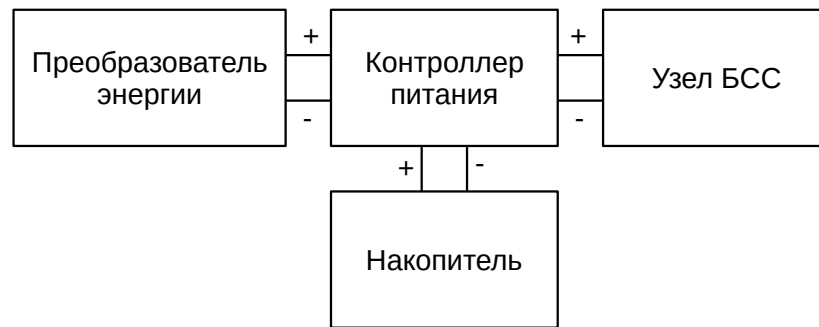 +
+
Преобразователь
энергии
Контроллер
питания
Узел БСС
-
-
+
-
Накопитель